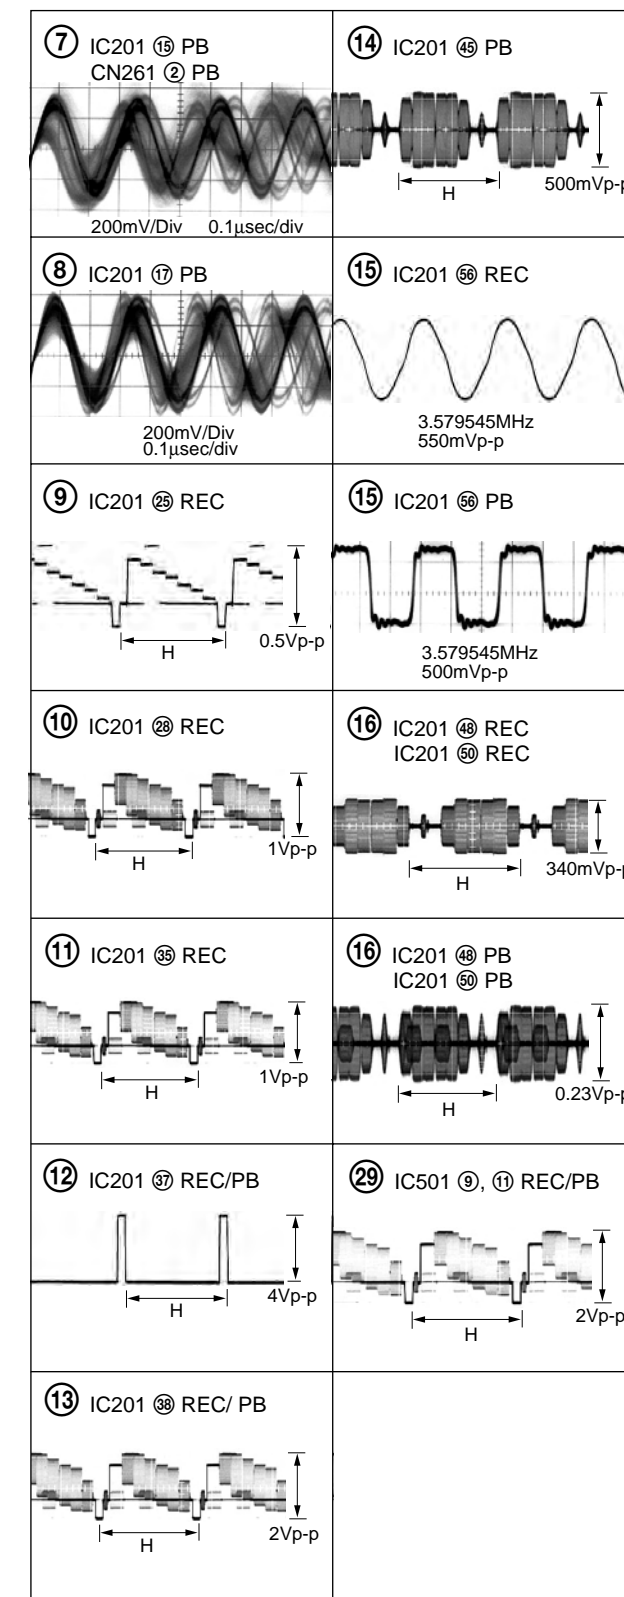 ⑦ IC201 ⑮ PB
CN261 ② PB
200mV/Div 0.1µsec/div
⑧ IC201 ⑰ PB
200mV/Div
0.1µsec/div
⑨ IC201 ㉕ REC
H
0.5Vp-p
⑩ IC201 ㉘ REC
H
1Vp-p
⑪ IC201 ㉟ REC
H
1Vp-p
⑫ IC201 ㊲ REC/PB
H
4Vp-p
⑬ IC201 ㊳ REC/ PB
H
2Vp-p
⑭ IC201 ㊺ PB
H
500mVp-p
⑮ IC201 56 REC
3.579545MHz
550mVp-p
⑮ IC201 56 PB
3.579545MHz
500mVp-p
⑯ IC201 ㊽ REC
IC201 ㊿ REC
H
340mVp-p
⑯ IC201 ㊽ PB
IC201 ㊿ PB
H
0.23Vp-p
㉙ IC501 ⑨, ⑪ REC/PB
H
2Vp-p